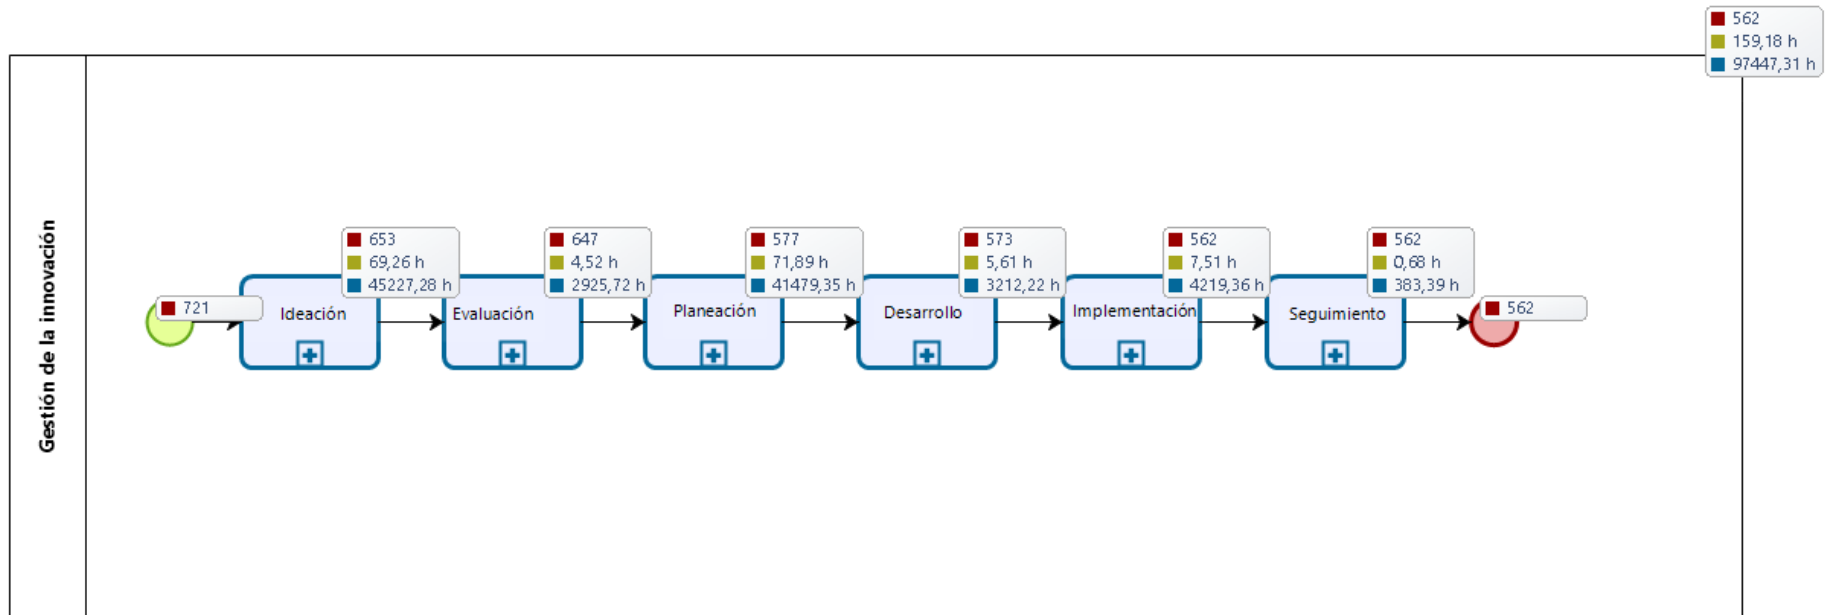 562
159,18 h
97447,31 h
Gestión de la innovación
721
Ideación
653
69,26 h
45227,28 h
Evaluación
647
4,52 h
2925,72 h
Planeación
577
71,89 h
41479,35 h
Desarrollo
573
5,61 h
3212,22 h
Implementación
562
7,51 h
4219,36 h
Seguimiento
562
0,68 h
383,39 h
562